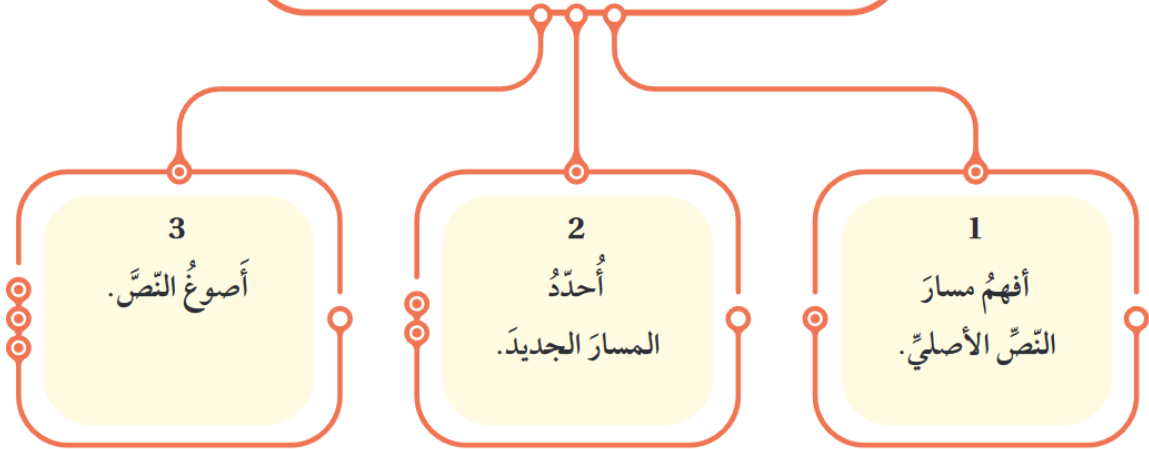 1
أفهمُ مسارَ
النّصِّ الأصليِّ.
2
أُحدّدُ
المسارَ الجديدَ.
3
أَصوغُ النّصَّ.